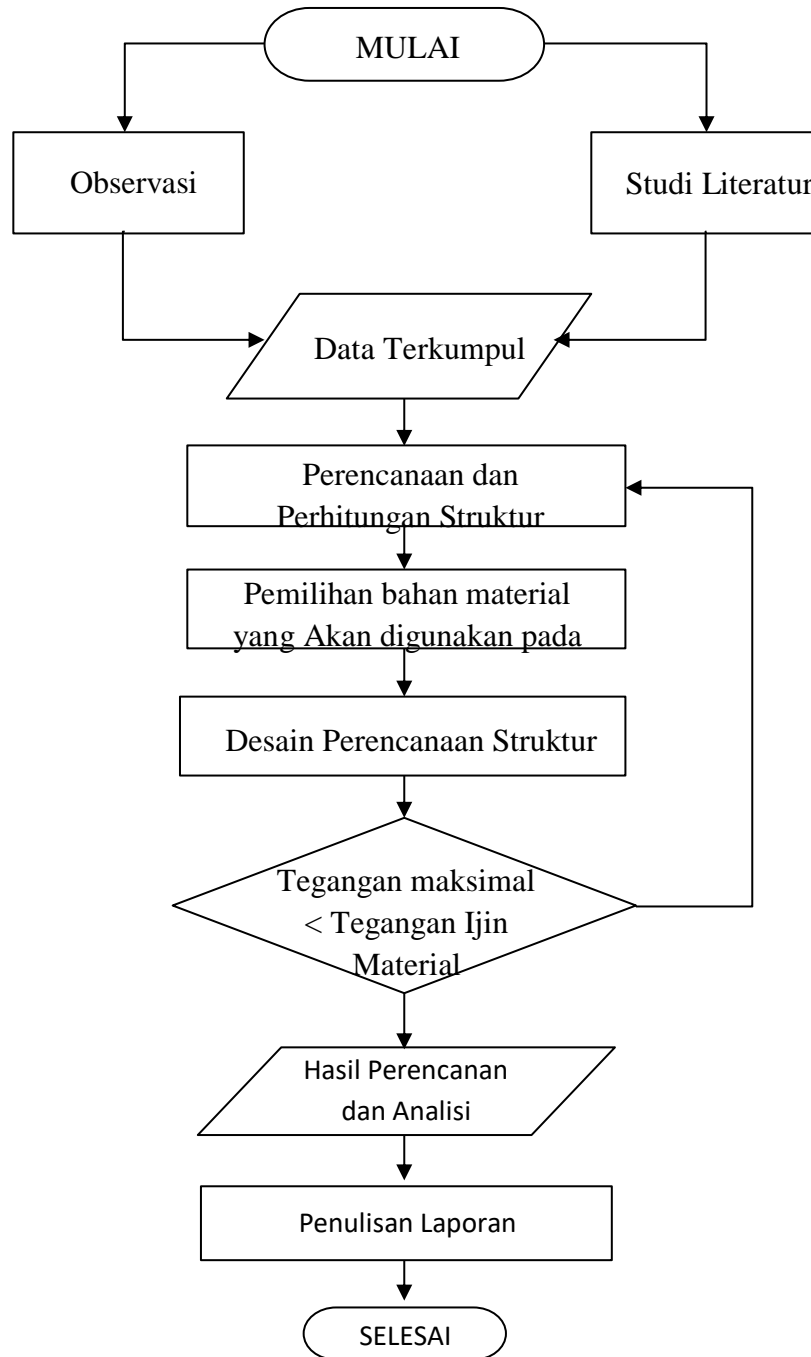 MULAI
Observasi
Studi Literatur
Data Terkumpul
Perencanaan dan
Perhitungan Struktur
Pemilihan bahan material
yang Akan digunakan pada
Desain Perencanaan Struktur
Tegangan maksimal
< Tegangan Ijin
Material
Hasil Perencanan
dan Analisi
Penulisan Laporan
SELESAI